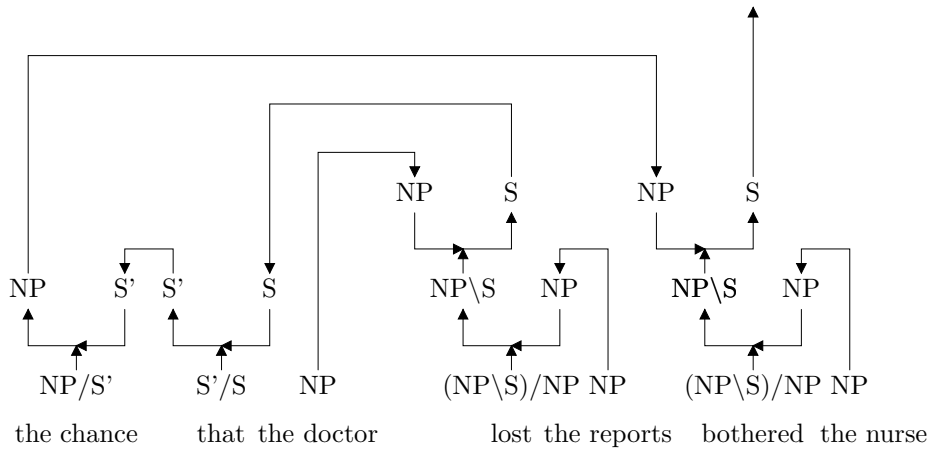 NP S NP S
NP S' S' S NP\S NP NP\S NP
NP/S' S'/S NP (NP\S)/NP NP (NP\S)/NP NP
the chance that the doctor lost the reports bothered the nurse